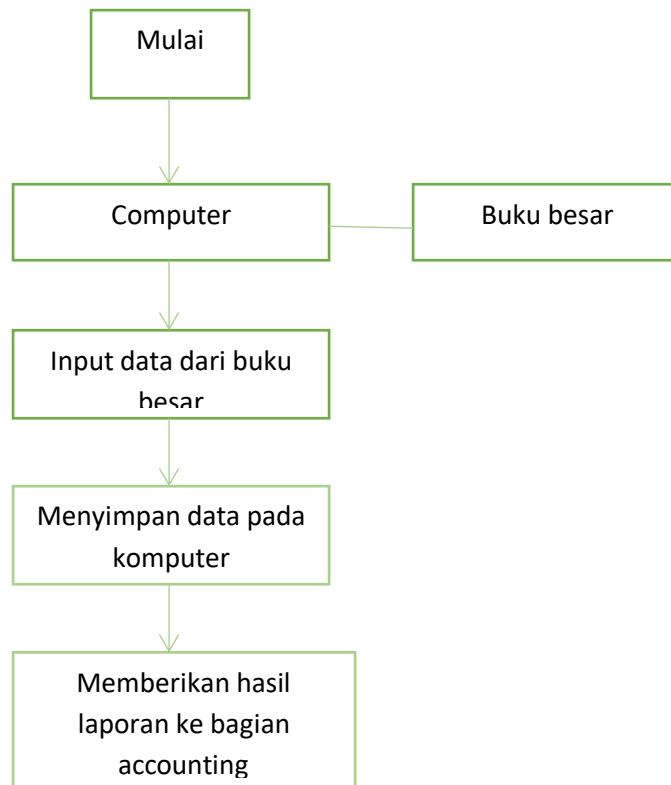 Mulai
Computer
Buku besar
Input data dari buku
besar
Menyimpan data pada
komputer
Memberikan hasil
laporan ke bagian
accounting